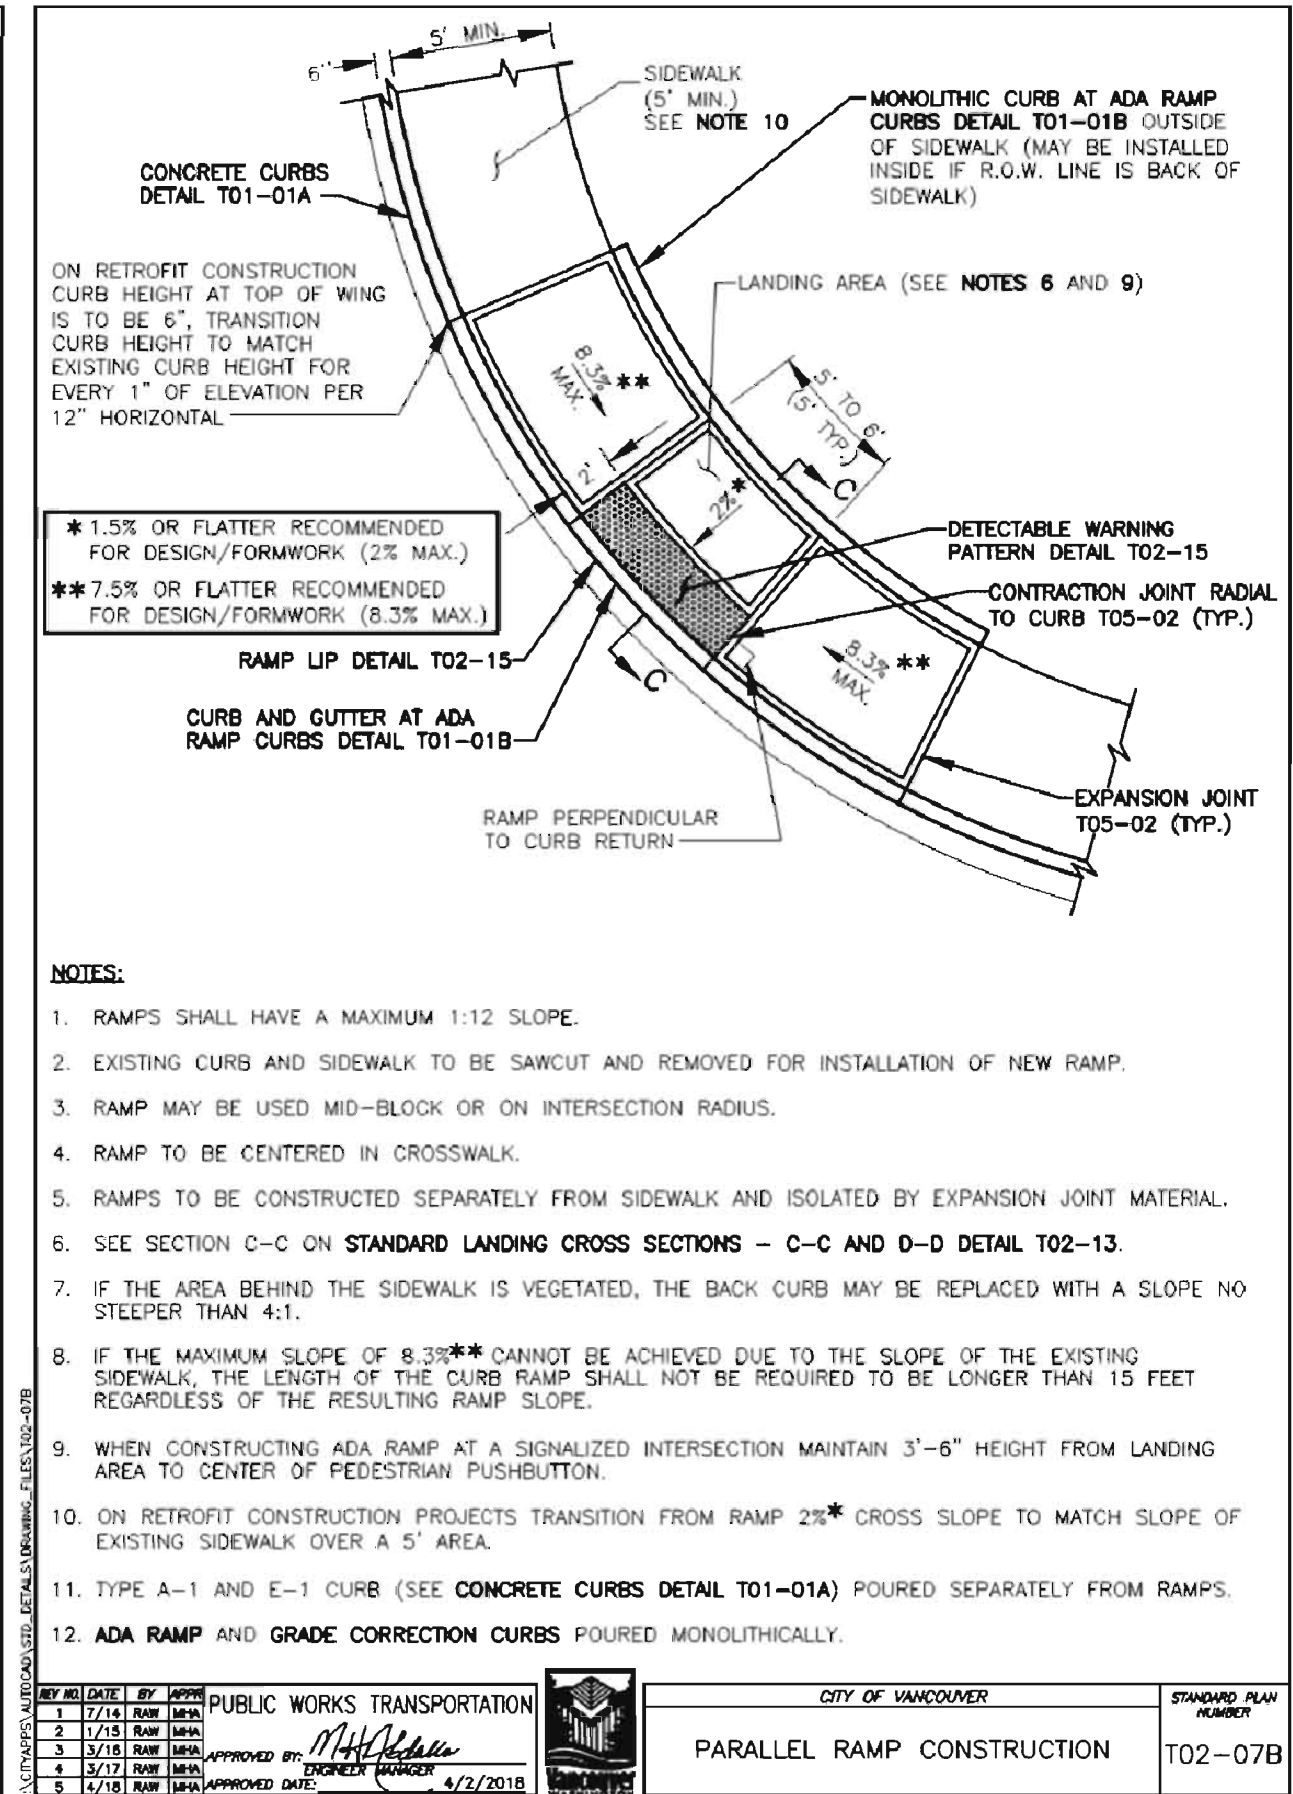 5' MIN.
6"
SIDEWALK
(5' MIN.)
SEE NOTE 10
MONOLITHIC CURB AT ADA RAMP
CURBS DETAIL T01-01B OUTSIDE
OF SIDEWALK (MAY BE INSTALLED
INSIDE IF R.O.W. LINE IS BACK OF
SIDEWALK)
CONCRETE CURBS
DETAIL T01-01A
ON RETROFIT CONSTRUCTION
CURB HEIGHT AT TOP OF WING
IS TO BE 6", TRANSITION
CURB HEIGHT TO MATCH
EXISTING CURB HEIGHT FOR
EVERY 1" OF ELEVATION PER
12" HORIZONTAL
LANDING AREA (SEE NOTES 6 AND 9)
8.3% **
MAX.
5' TO 6'
(5' TYP.)
2'
C
2% *
* 1.5% OR FLATTER RECOMMENDED
FOR DESIGN/FORMWORK (2% MAX.)
** 7.5% OR FLATTER RECOMMENDED
FOR DESIGN/FORMWORK (8.3% MAX.)
DETECTABLE WARNING
PATTERN DETAIL T02-15
CONTRACTION JOINT RADIAL
TO CURB T05-02 (TYP.)
RAMP LIP DETAIL T02-15
C
8.3% **
MAX.
CURB AND GUTTER AT ADA
RAMP CURBS DETAIL T01-01B
EXPANSION JOINT
T05-02 (TYP.)
RAMP PERPENDICULAR
TO CURB RETURN
NOTES:
1. RAMPS SHALL HAVE A MAXIMUM 1:12 SLOPE.
2. EXISTING CURB AND SIDEWALK TO BE SAWCUT AND REMOVED FOR INSTALLATION OF NEW RAMP.
3. RAMP MAY BE USED MID-BLOCK OR ON INTERSECTION RADIUS.
4. RAMP TO BE CENTERED IN CROSSWALK.
5. RAMPS TO BE CONSTRUCTED SEPARATELY FROM SIDEWALK AND ISOLATED BY EXPANSION JOINT MATERIAL.
6. SEE SECTION C-C ON STANDARD LANDING CROSS SECTIONS - C-C AND D-D DETAIL T02-13.
7. IF THE AREA BEHIND THE SIDEWALK IS VEGETATED, THE BACK CURB MAY BE REPLACED WITH A SLOPE NO
STEEPER THAN 4:1.
8. IF THE MAXIMUM SLOPE OF 8.3%** CANNOT BE ACHIEVED DUE TO THE SLOPE OF THE EXISTING
SIDEWALK, THE LENGTH OF THE CURB RAMP SHALL NOT BE REQUIRED TO BE LONGER THAN 15 FEET
REGARDLESS OF THE RESULTING RAMP SLOPE.
9. WHEN CONSTRUCTING ADA RAMP AT A SIGNALIZED INTERSECTION MAINTAIN 3'-6" HEIGHT FROM LANDING
AREA TO CENTER OF PEDESTRIAN PUSHBUTTON.
10. ON RETROFIT CONSTRUCTION PROJECTS TRANSITION FROM RAMP 2%* CROSS SLOPE TO MATCH SLOPE OF
EXISTING SIDEWALK OVER A 5' AREA.
11. TYPE A-1 AND E-1 CURB (SEE CONCRETE CURBS DETAIL T01-01A) POURED SEPARATELY FROM RAMPS.
12. ADA RAMP AND GRADE CORRECTION CURBS POURED MONOLITHICALLY.
:\CITYAPPS\AUTOCAD\STD_DETAILS\DRAWING_FILES\T02-07B
REV NO. DATE BY APPR
1 7/14 RAW MHA
2 1/15 RAW MHA
3 3/16 RAW MHA
4 3/17 RAW MHA
5 4/18 RAW MHA
PUBLIC WORKS TRANSPORTATION
APPROVED BY:
ENGINEER MANAGER
APPROVED DATE: 4/2/2018
Vancouver
CITY OF VANCOUVER
PARALLEL RAMP CONSTRUCTION
STANDARD PLAN
NUMBER
T02-07B